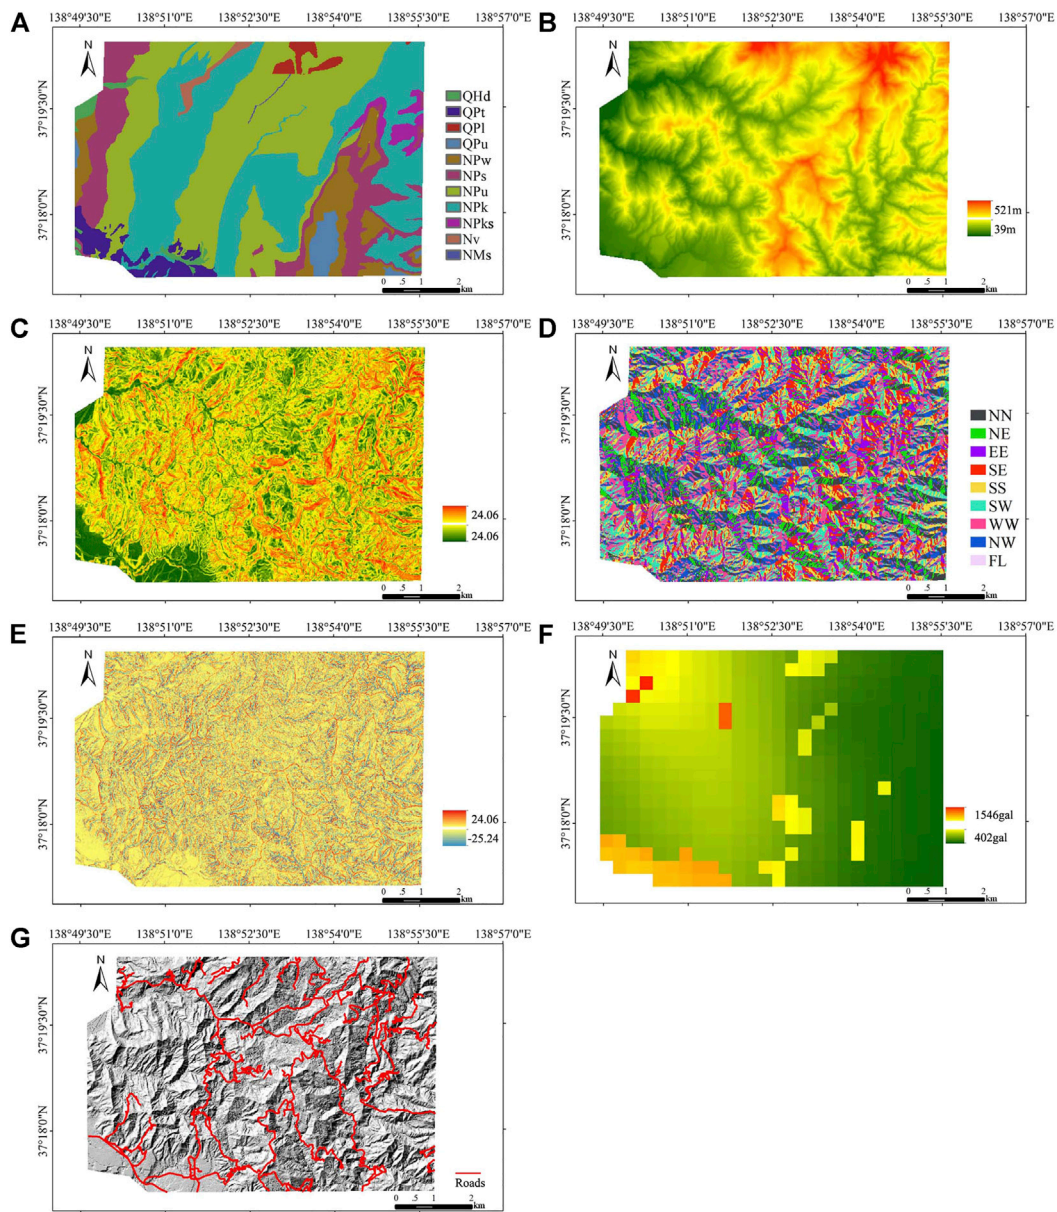 A
138°49'30"E 138°51'0"E 138°52'30"E 138°54'0"E 138°55'30"E 138°57'0"E
N
37°19'30"N
37°18'0"N
QHd
QPt
QPl
QPu
NPw
NPs
NPu
NPk
NPks
Nv
NMs
0 .5 1 2
km
B
138°49'30"E 138°51'0"E 138°52'30"E 138°54'0"E 138°55'30"E 138°57'0"E
N
37°19'30"N
37°18'0"N
521m
39m
0 .5 1 2
km
C
138°49'30"E 138°51'0"E 138°52'30"E 138°54'0"E 138°55'30"E 138°57'0"E
N
37°19'30"N
37°18'0"N
24.06
24.06
0 .5 1 2
km
D
138°49'30"E 138°51'0"E 138°52'30"E 138°54'0"E 138°55'30"E 138°57'0"E
N
37°19'30"N
37°18'0"N
NN
NE
EE
SE
SS
SW
WW
NW
FL
0 .5 1 2
km
E
138°49'30"E 138°51'0"E 138°52'30"E 138°54'0"E 138°55'30"E 138°57'0"E
N
37°19'30"N
37°18'0"N
24.06
-25.24
0 .5 1 2
km
F
138°49'30"E 138°51'0"E 138°52'30"E 138°54'0"E 138°55'30"E 138°57'0"E
N
37°19'30"N
37°18'0"N
1546gal
402gal
0 .5 1 2
km
G
138°49'30"E 138°51'0"E 138°52'30"E 138°54'0"E 138°55'30"E 138°57'0"E
N
37°19'30"N
37°18'0"N
Roads
0 .5 1 2
km